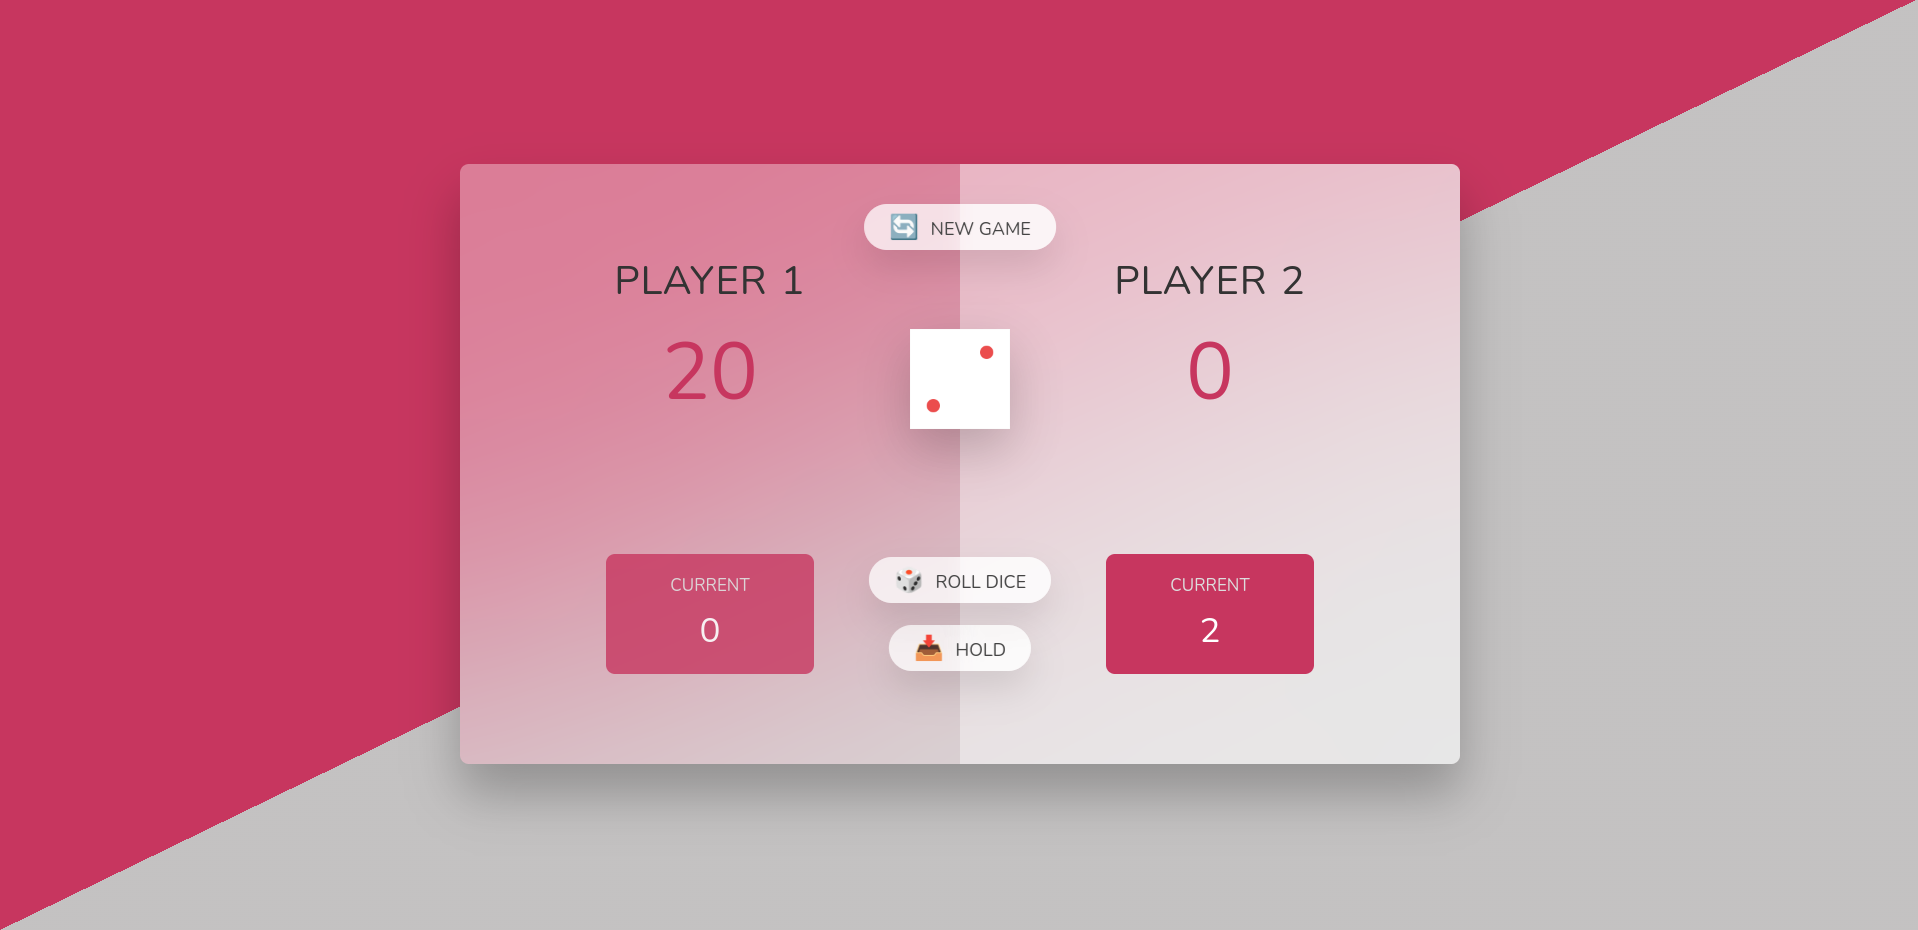 NEW GAME
PLAYER 1
20
CURRENT
0
PLAYER 2
0
CURRENT
2
ROLL DICE
HOLD